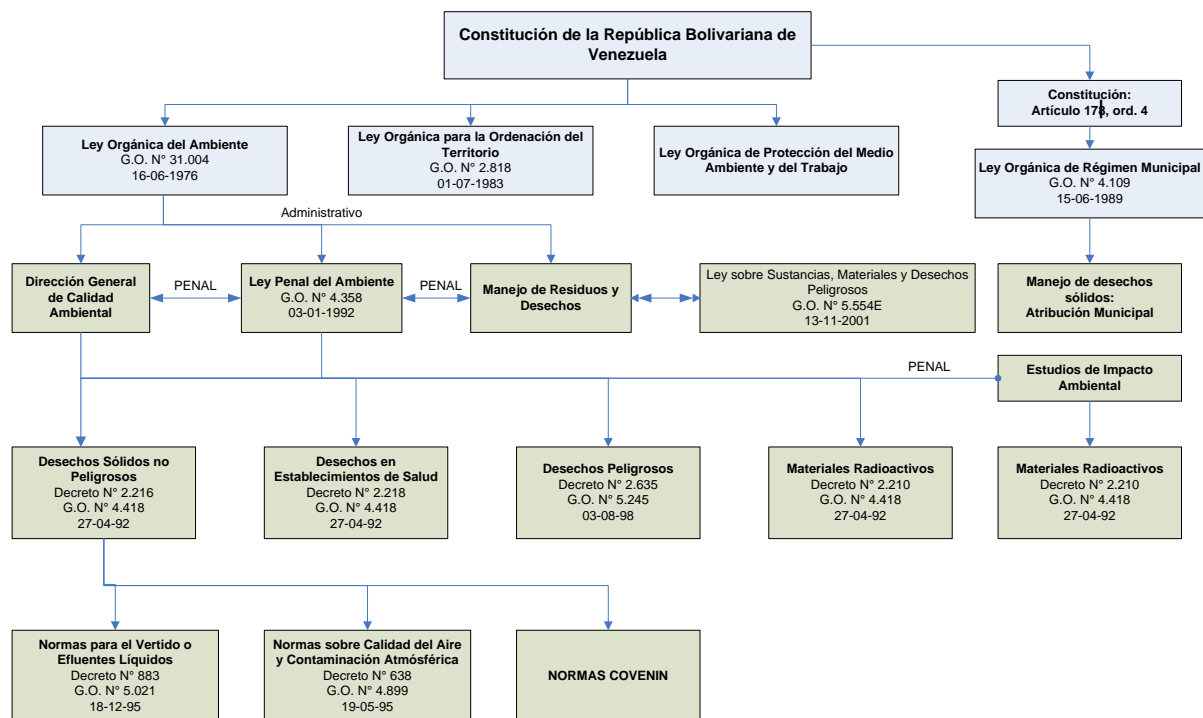 Constitución de la República Bolivariana de
Venezuela
Constitución:
Artículo 178, ord. 4
Ley Orgánica del Ambiente
G.O. N° 31.004
16-06-1976
Ley Orgánica para la Ordenación del
Territorio
G.O. N° 2.818
01-07-1983
Ley Orgánica de Protección del Medio
Ambiente y del Trabajo
Ley Orgánica de Régimen Municipal
G.O. N° 4.109
15-06-1989
Administrativo
Dirección General
de Calidad
Ambiental
PENAL
Ley Penal del Ambiente
G.O. N° 4.358
03-01-1992
PENAL
Manejo de Residuos y
Desechos
Ley sobre Sustancias, Materiales y Desechos
Peligrosos
G.O. N° 5.554E
13-11-2001
Manejo de desechos
sólidos:
Atribución Municipal
PENAL
Estudios de Impacto
Ambiental
Desechos Sólidos no
Peligrosos
Decreto N° 2.216
G.O. N° 4.418
27-04-92
Desechos en
Establecimientos de Salud
Decreto N° 2.218
G.O. N° 4.418
27-04-92
Desechos Peligrosos
Decreto N° 2.635
G.O. N° 5.245
03-08-98
Materiales Radioactivos
Decreto N° 2.210
G.O. N° 4.418
27-04-92
Materiales Radioactivos
Decreto N° 2.210
G.O. N° 4.418
27-04-92
Normas para el Vertido o
Efluentes Líquidos
Decreto N° 883
G.O. N° 5.021
18-12-95
Normas sobre Calidad del Aire
y Contaminación Atmósférica
Decreto N° 638
G.O. N° 4.899
19-05-95
NORMAS COVENIN